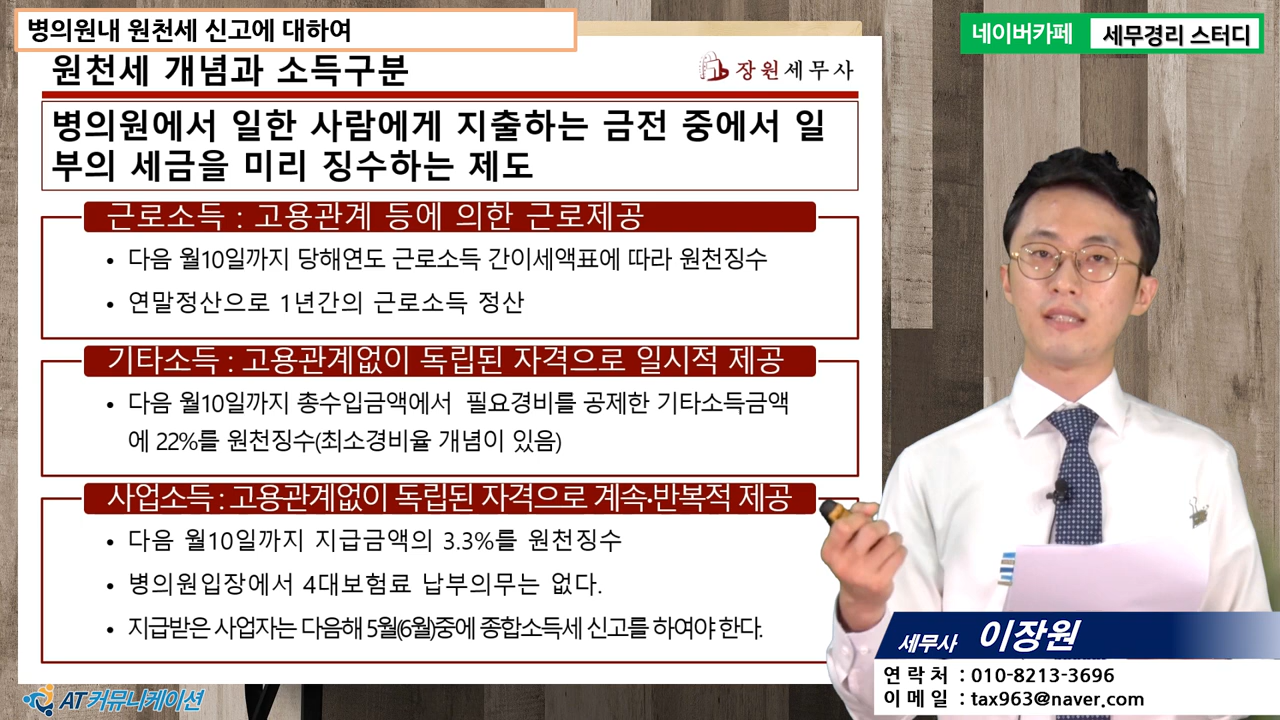 병의원내 원천세 신고에 대하여
네이버카페 세무경리 스터디
원천세 개념과 소득구분
장원세무사
병의원에서 일한 사람에게 지출하는 금전 중에서 일
부의 세금을 미리 징수하는 제도
근로소득 : 고용관계 등에 의한 근로제공
• 다음 월10일까지 당해연도 근로소득 간이세액표에 따라 원천징수
• 연말정산으로 1년간의 근로소득 정산
기타소득 : 고용관계없이 독립된 자격으로 일시적 제공
• 다음 월10일까지 총수입금액에서 필요경비를 공제한 기타소득금액
에 22%를 원천징수(최소경비율 개념이 있음)
사업소득 : 고용관계없이 독립된 자격으로 계속·반복적 제공
• 다음 월10일까지 지급금액의 3.3%를 원천징수
• 병의원입장에서 4대보험료 납부의무는 없다.
• 지급받은 사업자는 다음해 5월(6월)중에 종합소득세 신고를 하여야 한다.
세무사 이장원
연락처 : 010-8213-3696
이메일 : tax963@naver.com
AT커뮤니케이션